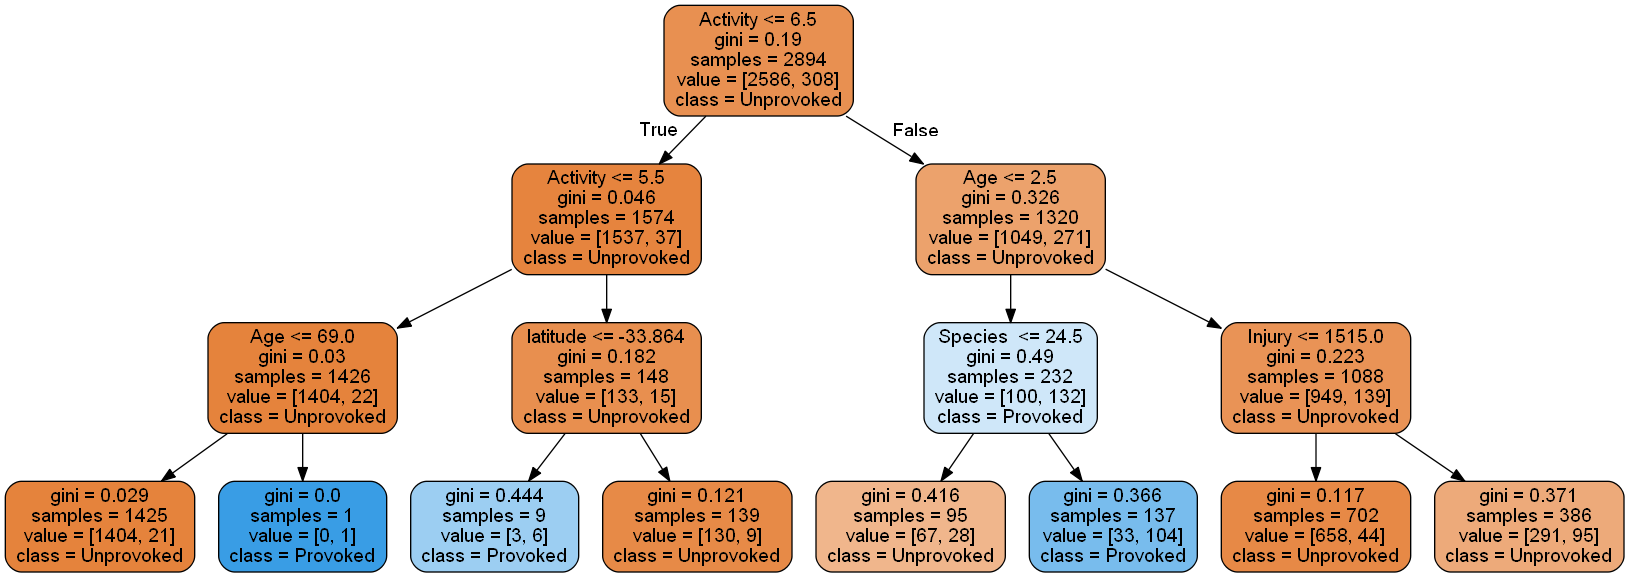 Activity <= 6.5
gini = 0.19
samples = 2894
value = [2586, 308]
class = Unprovoked
True
False
Activity <= 5.5
gini = 0.046
samples = 1574
value = [1537, 37]
class = Unprovoked
Age <= 2.5
gini = 0.326
samples = 1320
value = [1049, 271]
class = Unprovoked
Age <= 69.0
gini = 0.03
samples = 1426
value = [1404, 22]
class = Unprovoked
latitude <= -33.864
gini = 0.182
samples = 148
value = [133, 15]
class = Unprovoked
Species  <= 24.5
gini = 0.49
samples = 232
value = [100, 132]
class = Provoked
Injury <= 1515.0
gini = 0.223
samples = 1088
value = [949, 139]
class = Unprovoked
gini = 0.029
samples = 1425
value = [1404, 21]
class = Unprovoked
gini = 0.0
samples = 1
value = [0, 1]
class = Provoked
gini = 0.444
samples = 9
value = [3, 6]
class = Provoked
gini = 0.121
samples = 139
value = [130, 9]
class = Unprovoked
gini = 0.416
samples = 95
value = [67, 28]
class = Unprovoked
gini = 0.366
samples = 137
value = [33, 104]
class = Provoked
gini = 0.117
samples = 702
value = [658, 44]
class = Unprovoked
gini = 0.371
samples = 386
value = [291, 95]
class = Unprovoked